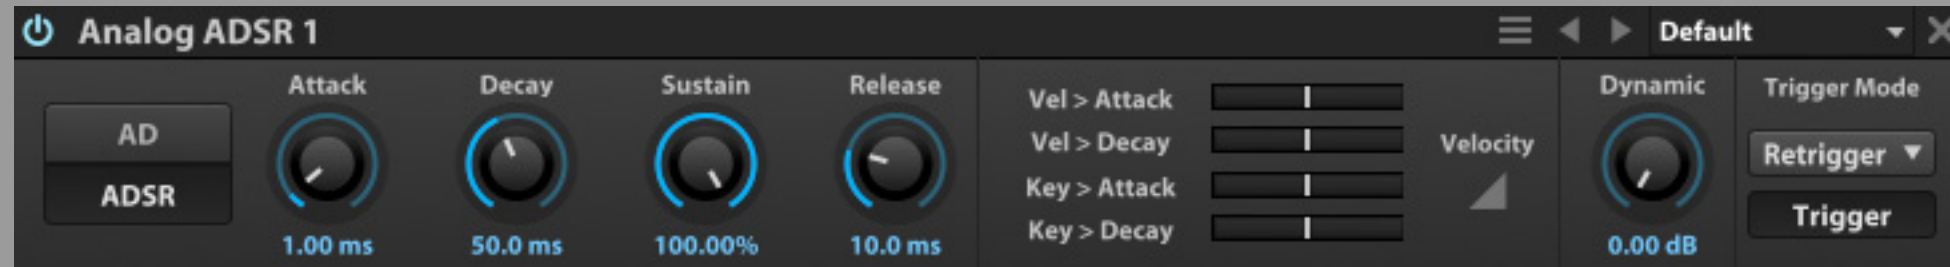 Analog ADSR 1
Default
AD
ADSR
Attack
1.00 ms
Decay
50.0 ms
Sustain
100.00%
Release
10.0 ms
Vel > Attack
Vel > Decay
Key > Attack
Key > Decay
Velocity
Dynamic
0.00 dB
Trigger Mode
Retrigger
Trigger